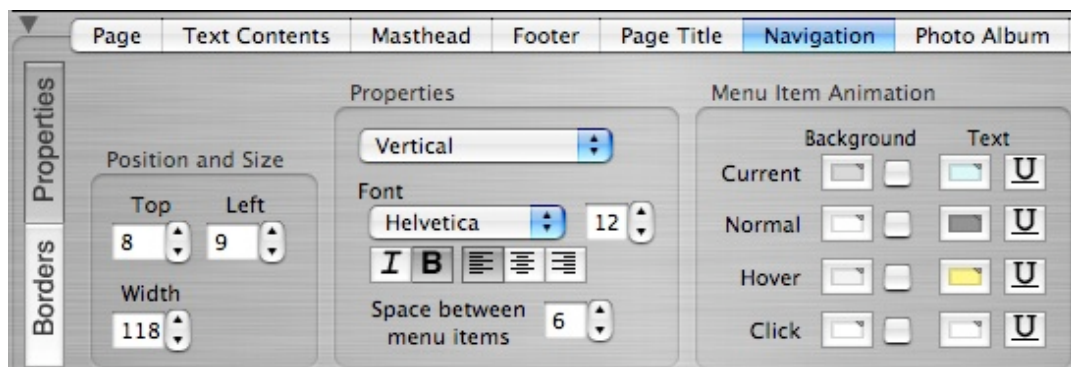 Page Text Contents Masthead Footer Page Title Navigation Photo Album
Properties
Borders
Position and Size
Top Left
8 9
Width
118
Properties
Vertical
Font
Helvetica 12
I B
Space between
menu items
6
Menu Item Animation
Background Text
Current U
Normal U
Hover U
Click U